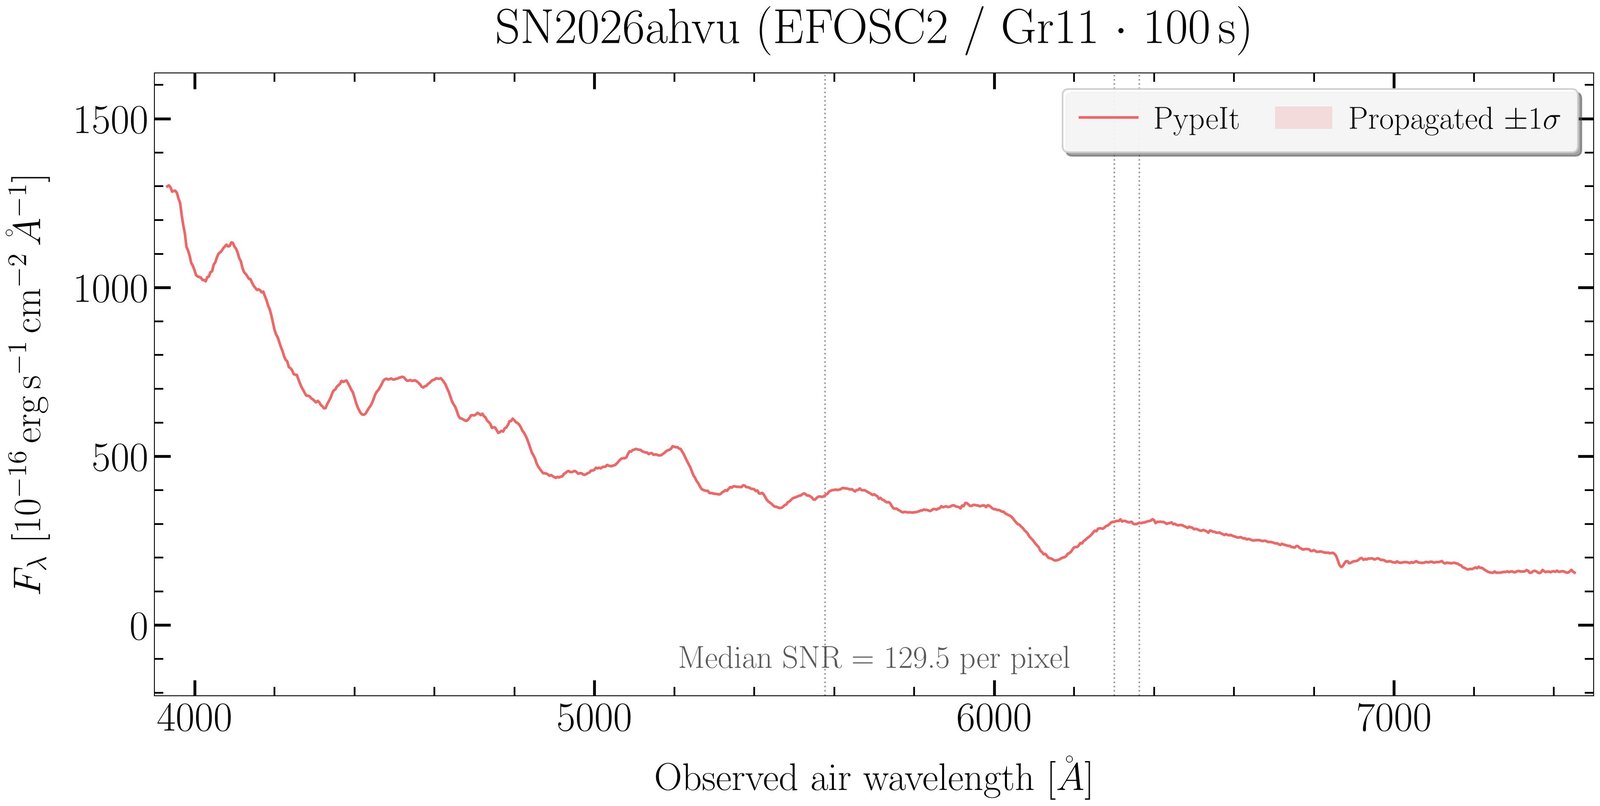 SN2026ahvu (EFOSC2 / Gr11 · 100 s)
PypeIt Propagated ±1σ
1500
1000
500
0
F_λ [10⁻¹⁶ erg s⁻¹ cm⁻² Å⁻¹]
Median SNR = 129.5 per pixel
4000 5000 6000 7000
Observed air wavelength [Å]